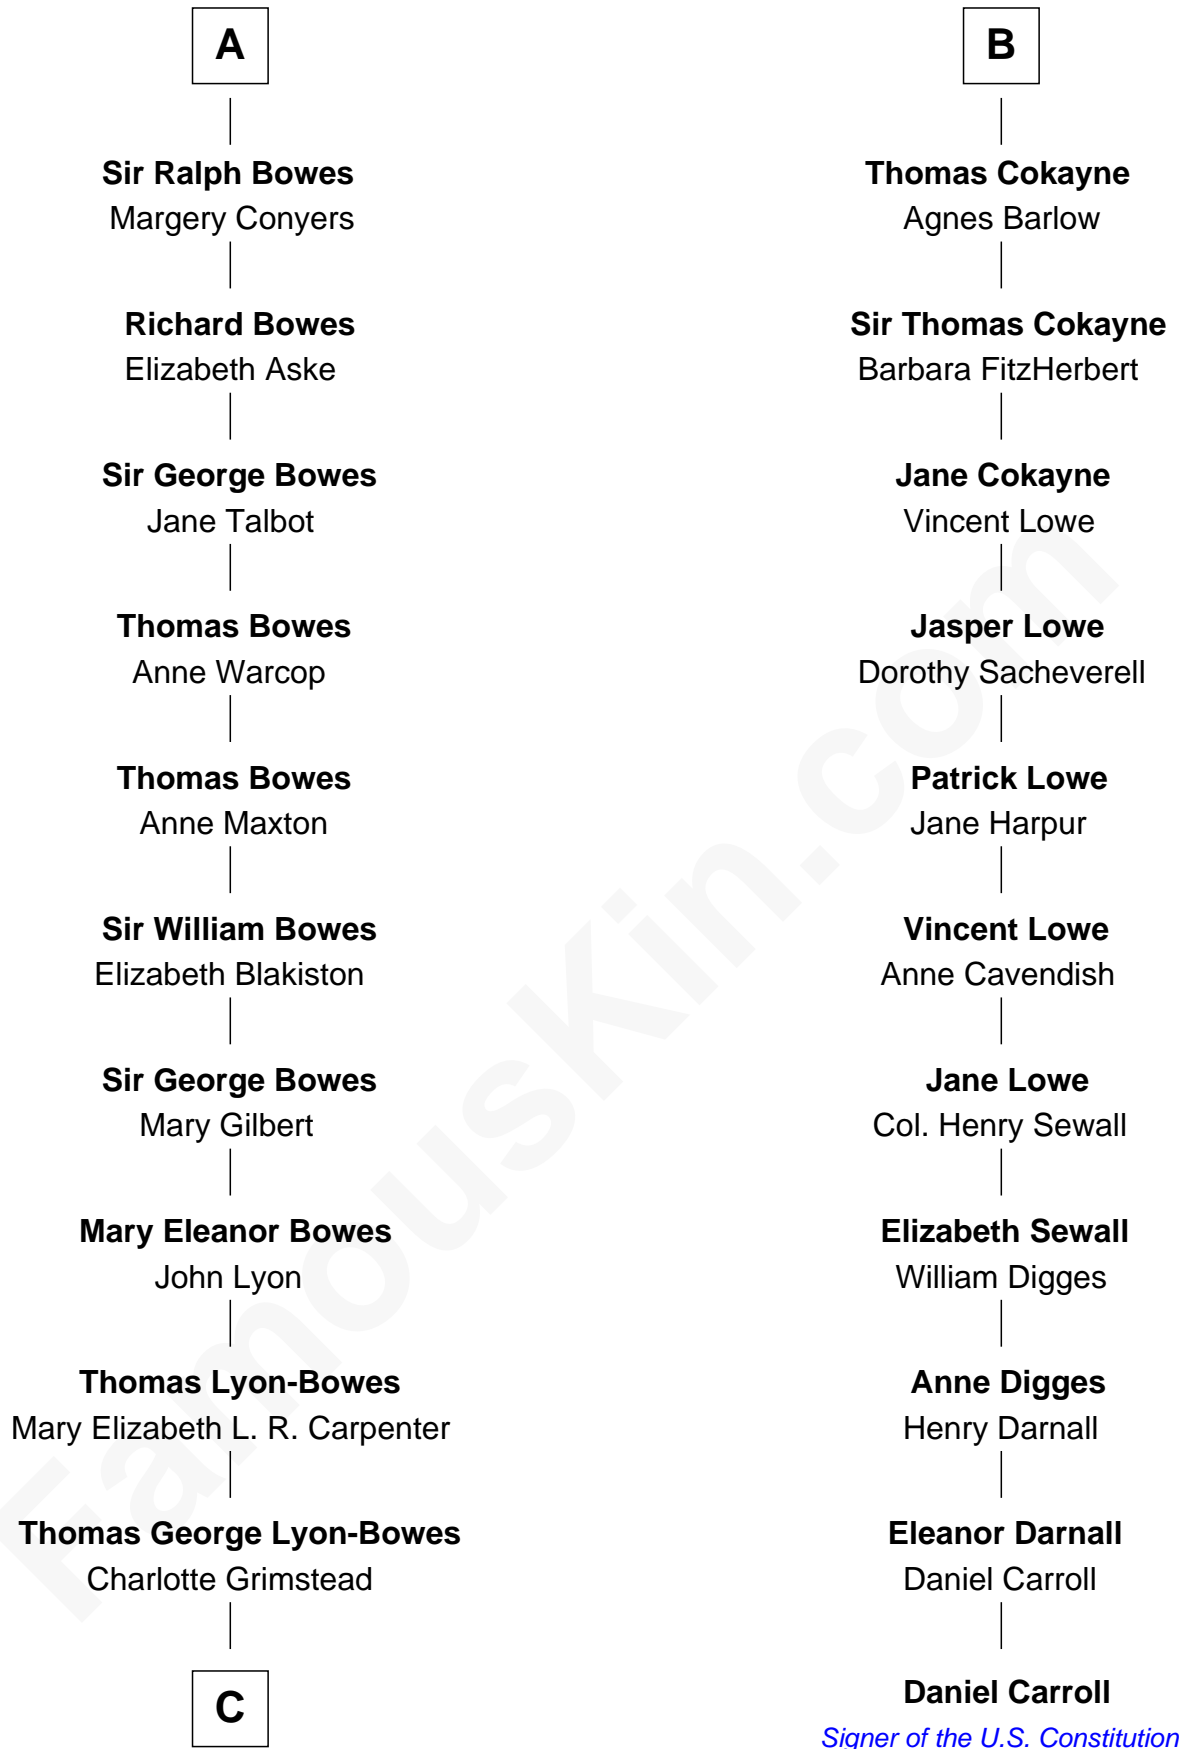 A
Sir Ralph Bowes
Margery Conyers
Richard Bowes
Elizabeth Aske
Sir George Bowes
Jane Talbot
Thomas Bowes
Anne Warcop
Thomas Bowes
Anne Maxton
Sir William Bowes
Elizabeth Blakiston
Sir George Bowes
Mary Gilbert
Mary Eleanor Bowes
John Lyon
Thomas Lyon-Bowes
Mary Elizabeth L. R. Carpenter
Thomas George Lyon-Bowes
Charlotte Grimstead
C
B
Thomas Cokayne
Agnes Barlow
Sir Thomas Cokayne
Barbara FitzHerbert
Jane Cokayne
Vincent Lowe
Jasper Lowe
Dorothy Sacheverell
Patrick Lowe
Jane Harpur
Vincent Lowe
Anne Cavendish
Jane Lowe
Col. Henry Sewall
Elizabeth Sewall
William Digges
Anne Digges
Henry Darnall
Eleanor Darnall
Daniel Carroll
Daniel Carroll
Signer of the U.S. Constitution
FamousKin.com